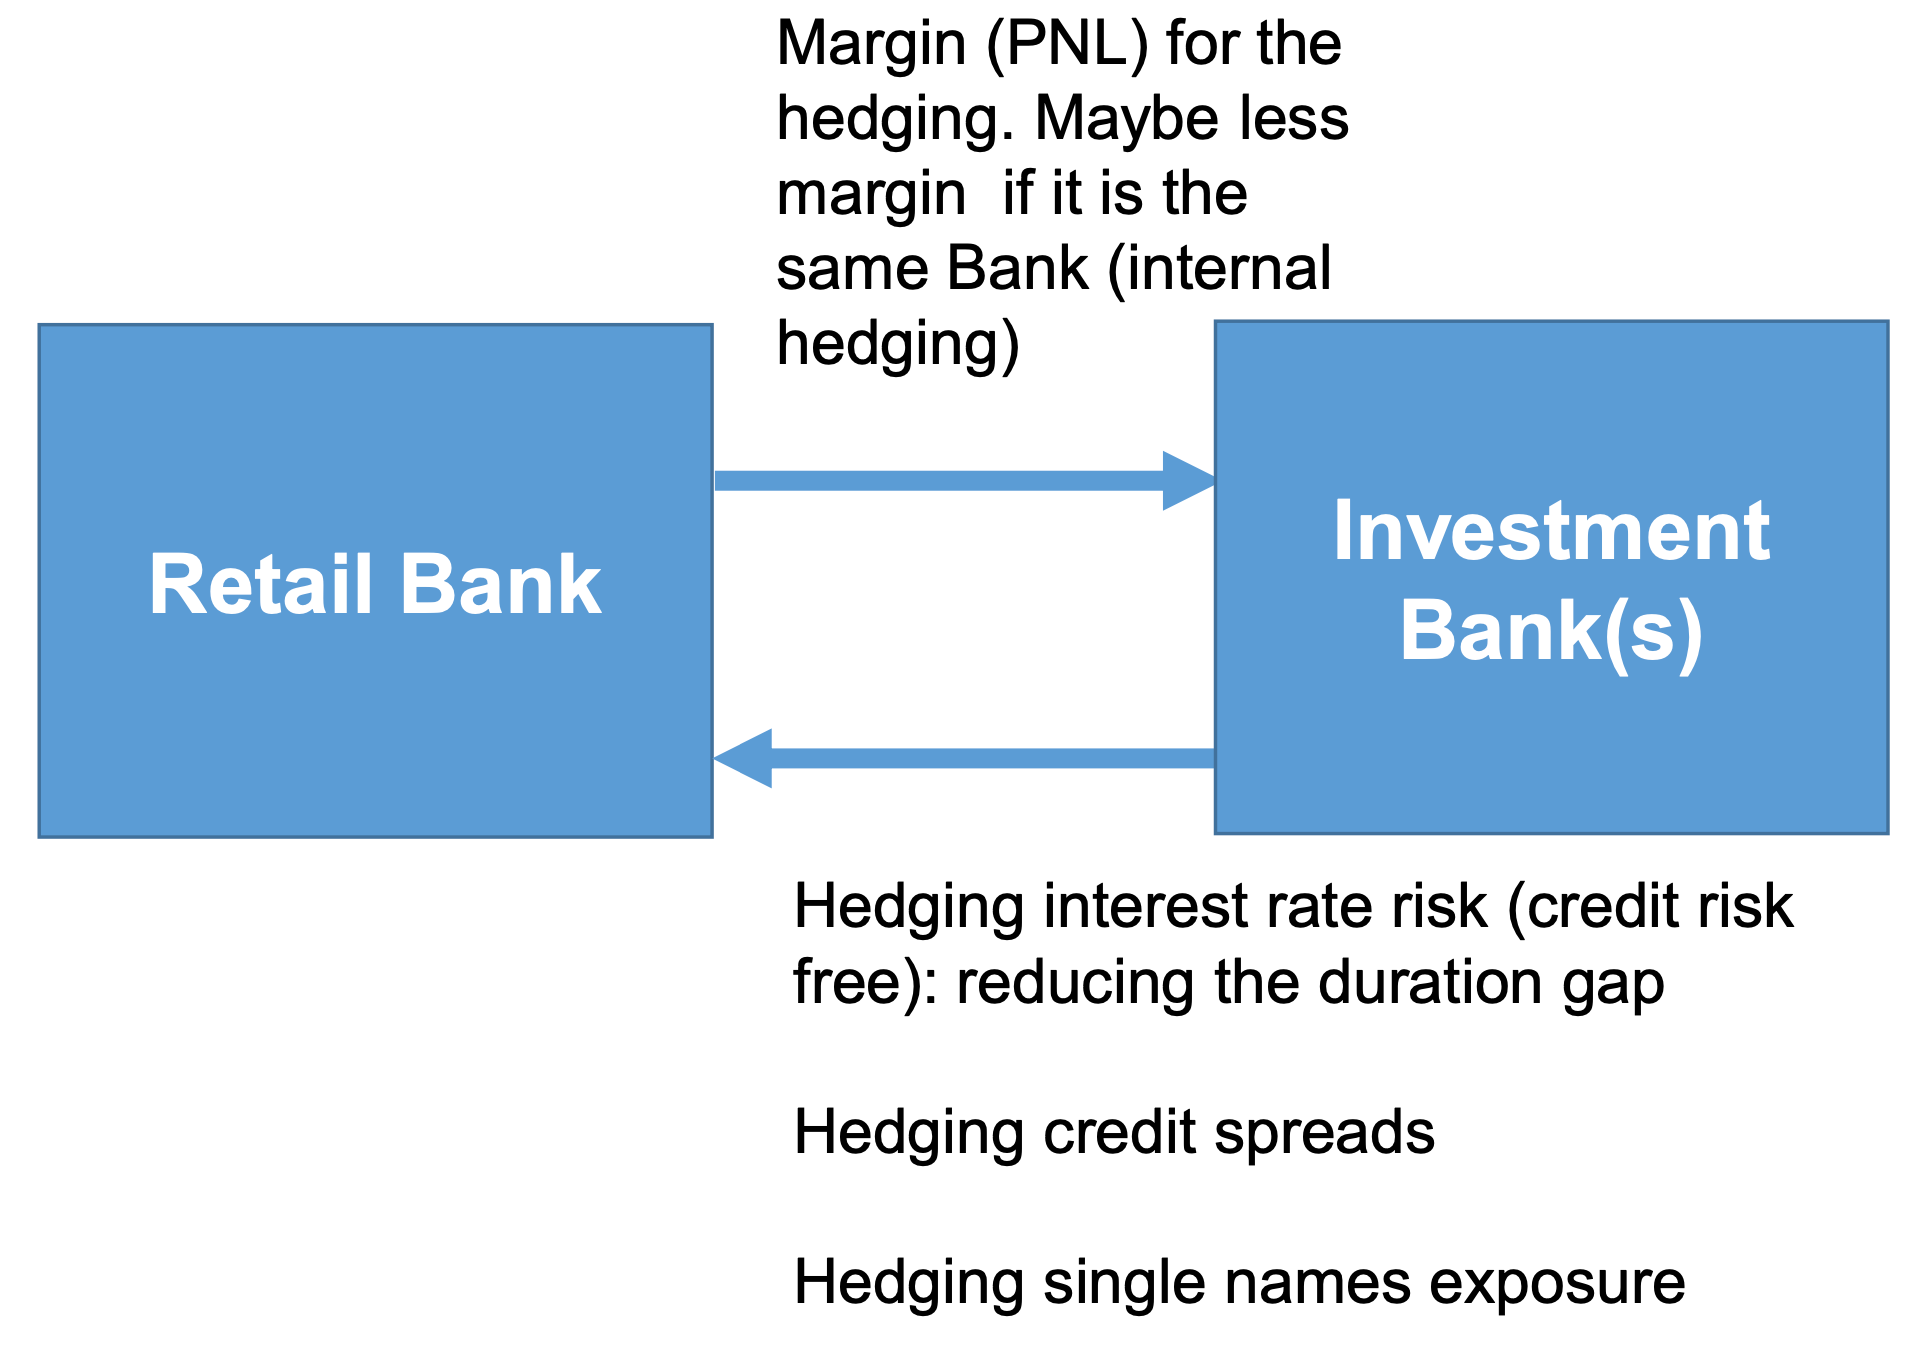 Margin (PNL) for the
hedging. Maybe less
margin  if it is the
same Bank (internal
hedging)
Retail Bank
Investment
Bank(s)
Hedging interest rate risk (credit risk
free): reducing the duration gap
Hedging credit spreads
Hedging single names exposure